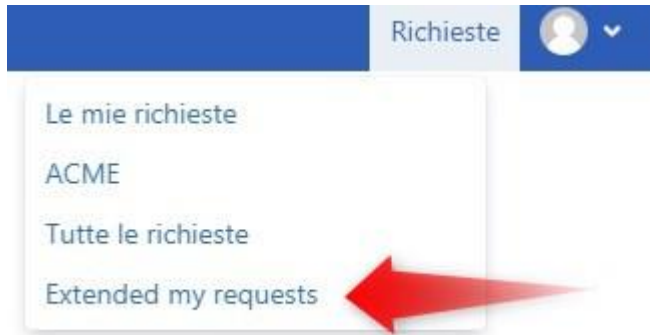 Richieste
Le mie richieste
ACME
Tutte le richieste
Extended my requests